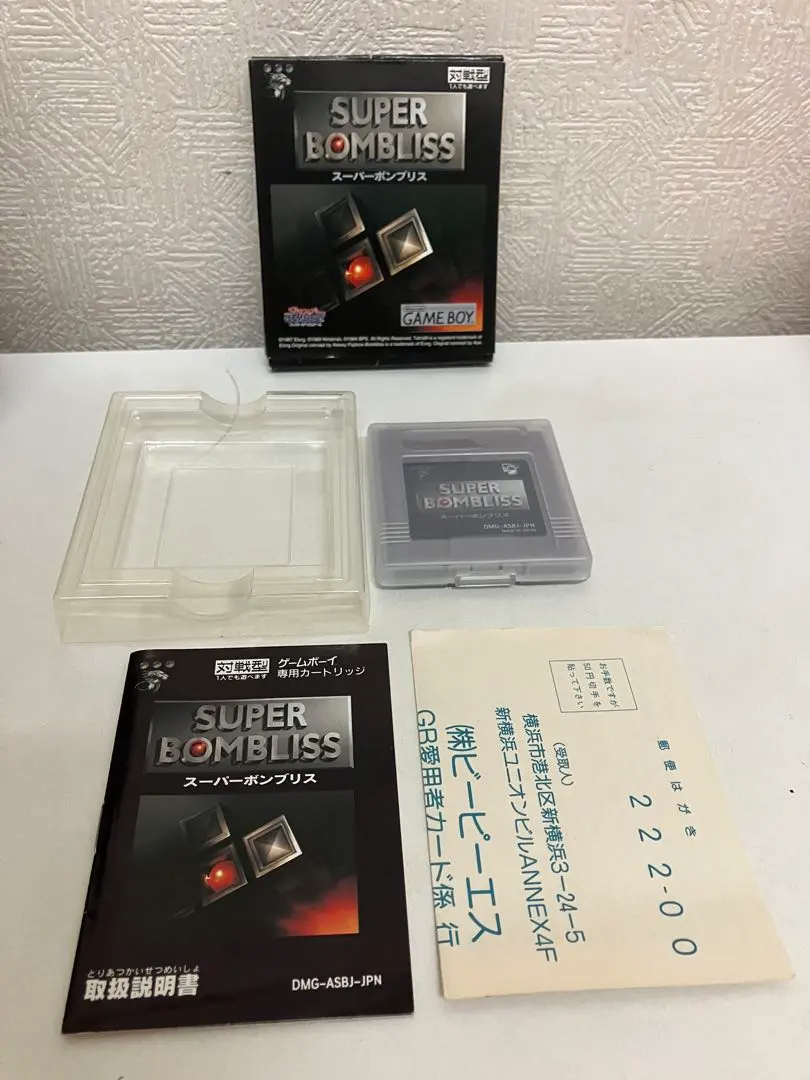 対戦型
1人でも遊べます
SUPER
BOMBLISS
スーパーボンブリス
GAME BOY
SUPER
BOMBLISS
スーパーボンブリス
DMG-ASBJ-JPN
対戦型
1人でも遊べます
ゲームボーイ
専用カートリッジ
SUPER
BOMBLISS
スーパーボンブリス
とりあつかいせつめいしょ
取扱説明書
DMG-ASBJ-JPN
郵便はがき
222-00
お手数ですが
50円切手を
貼って下さい
(受取人)
横浜市港北区新横浜3-24-5
新横浜ユニオンビルANNEX4F
(株)ビーピーエス
GB愛用者カード係 行